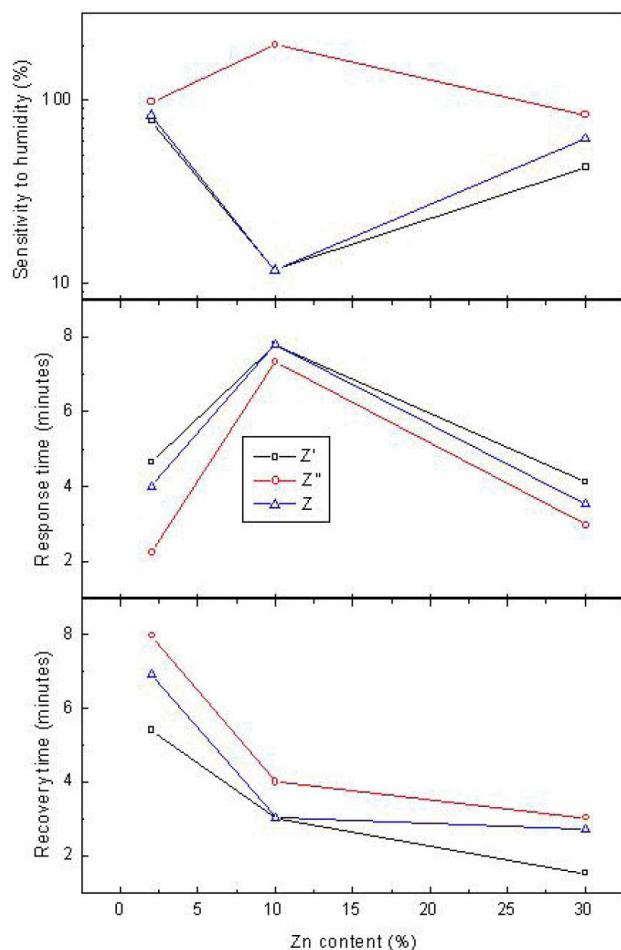 Sensitivity to humidity (%)
100
10
Response time (minutes)
8
6
4
2
Z'
Z"
Z
Recovery time (minutes)
8
6
4
2
0 5 10 15 20 25 30
Zn content (%)